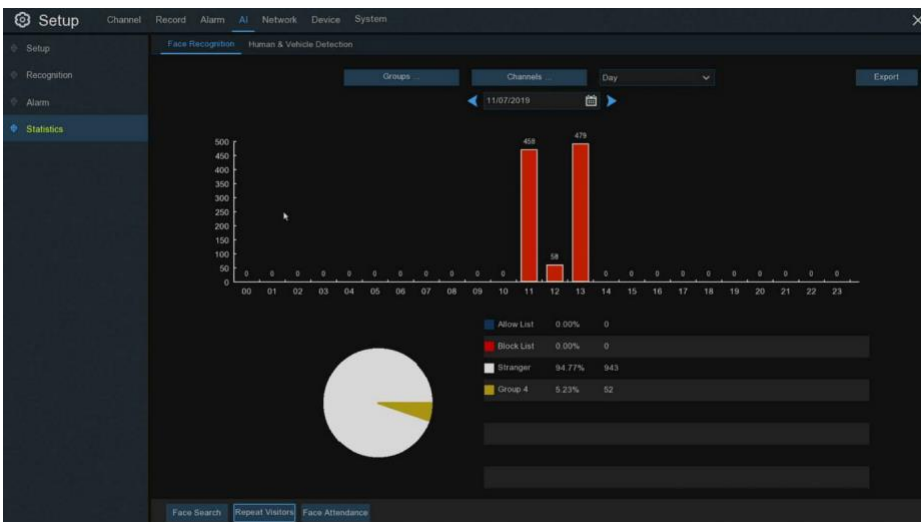 Setup Channel Record Alarm AI Network Device System
Setup
Recognition
Alarm
Statistics
Face Recognition Human & Vehicle Detection
Groups ... Channels ... Day Export
11/07/2019
500
450
400
350
300
250
200
150
100
50
0
0 0 0 0 0 0 0 0 0 0 0 458 58 479 0 0 0 0 0 0 0 0 0 0
00 01 02 03 04 05 06 07 08 09 10 11 12 13 14 15 16 17 18 19 20 21 22 23
Allow List 0.00% 0
Block List 0.00% 0
Stranger 94.77% 943
Group 4 5.23% 52
Face Search Repeat Visitors Face Attendance